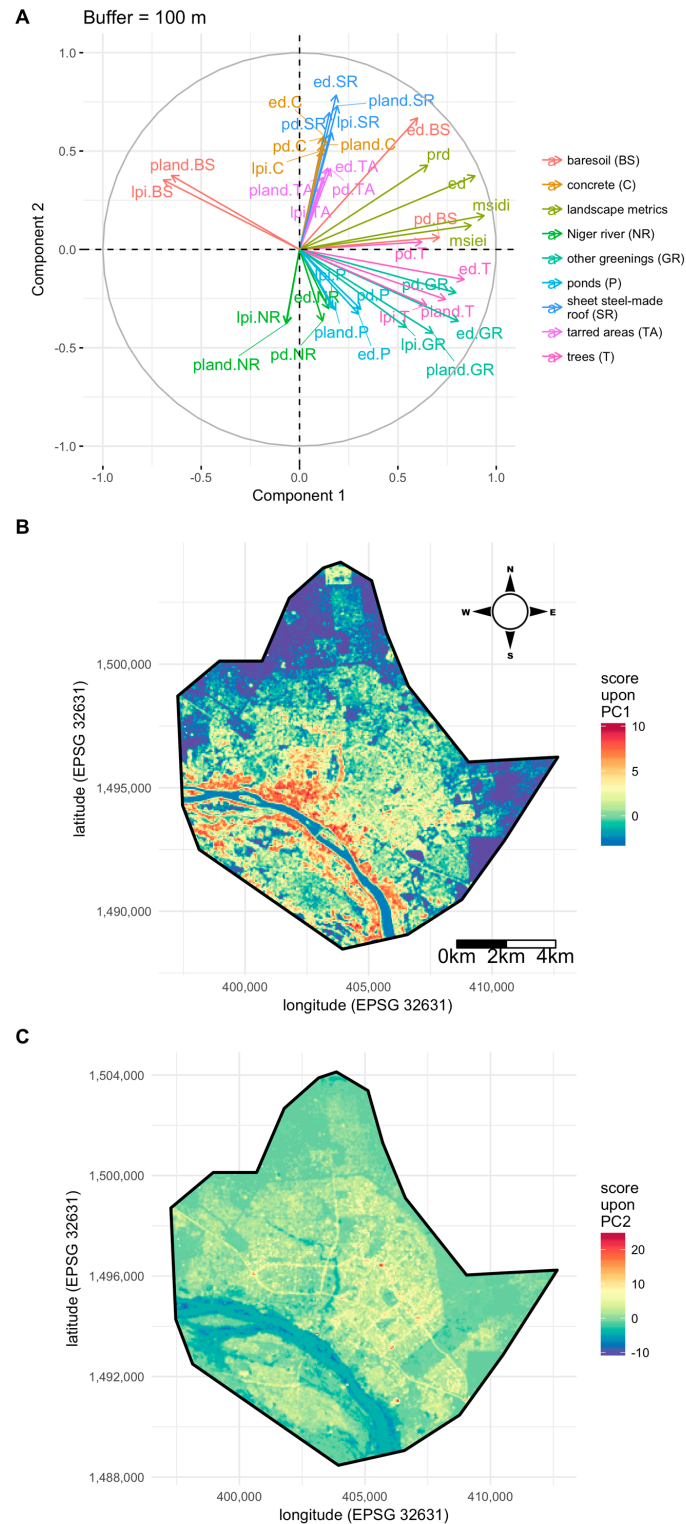 A
Buffer = 100 m
1.0
0.5
0.0
-0.5
-1.0
Component 2
ed.SR
ed.C
pland.SR
pd.SR
lpi.SR
ed.BS
pd.C
pland.C
prd
pland.BS
lpi.C
ed.TA
ed
lpi.BS
pland.TA
pd.TA
msidi
lpi.TA
pd.BS
msiei
pd.T
lpi.P
ed.T
pd.GR
ed.NR
pd.P
lpi.NR
lpi.T
pland.T
pland.P
ed.GR
lpi.GR
pd.NR
ed.P
pland.NR
pland.GR
-1.0
-0.5
0.0
0.5
1.0
Component 1
baresoil (BS)
concrete (C)
landscape metrics
Niger river (NR)
other greenings (GR)
ponds (P)
sheet steel-made
roof (SR)
tarred areas (TA)
trees (T)
B
N
W
E
S
1,500,000
1,495,000
1,490,000
latitude (EPSG 32631)
score
upon
PC1
10
5
0
0km 2km 4km
400,000
405,000
410,000
longitude (EPSG 32631)
C
1,504,000
1,500,000
1,496,000
1,492,000
1,488,000
latitude (EPSG 32631)
score
upon
PC2
20
10
0
-10
400,000
405,000
410,000
longitude (EPSG 32631)